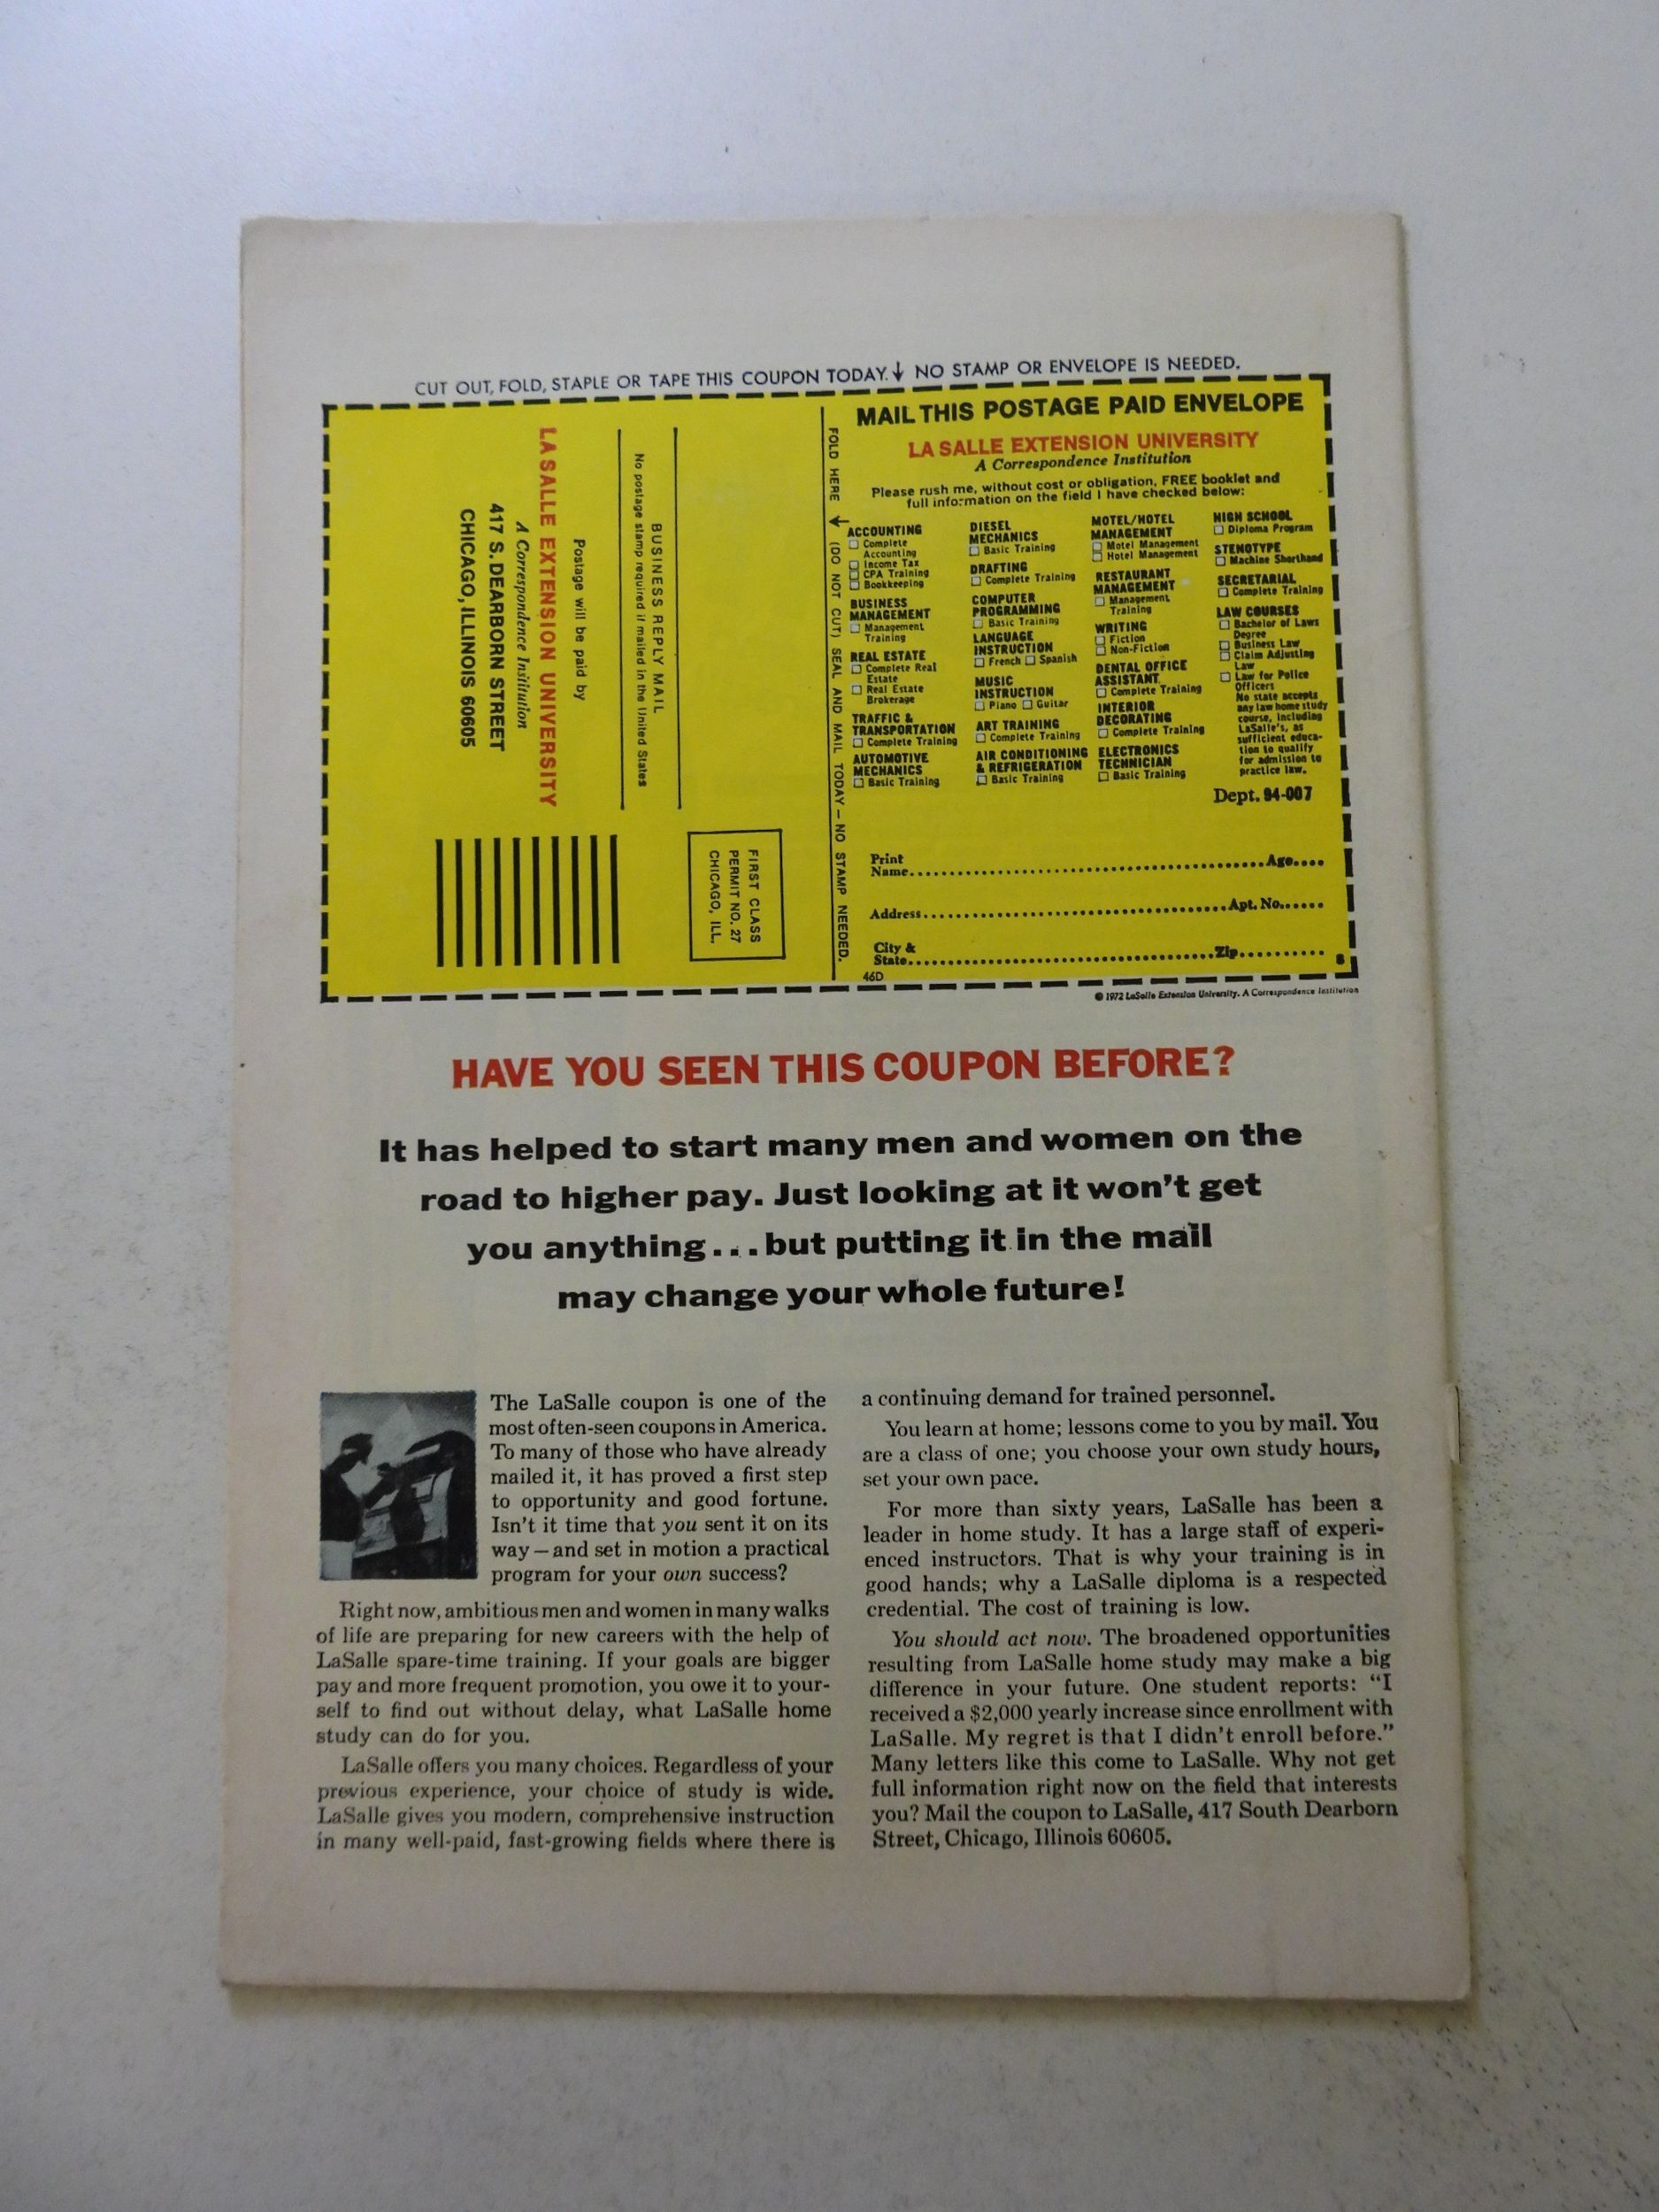 CUT OUT, FOLD, STAPLE OR TAPE THIS COUPON TODAY.↓ NO STAMP OR ENVELOPE IS NEEDED.
BUSINESS REPLY MAIL
No postage stamp required if mailed in the United States
Postage will be paid by
LA SALLE EXTENSION UNIVERSITY
A Correspondence Institution
417 S. DEARBORN STREET
CHICAGO, ILLINOIS 60605
FIRST CLASS
PERMIT NO. 27
CHICAGO, ILL.
FOLD HERE (DO NOT CUT) SEAL AND MAIL TODAY — NO STAMP NEEDED.
MAIL THIS POSTAGE PAID ENVELOPE
LA SALLE EXTENSION UNIVERSITY
A Correspondence Institution
Please rush me, without cost or obligation, FREE booklet and
full information on the field I have checked below:
ACCOUNTING
☐ Complete
Accounting
☐ Income Tax
☐ CPA Training
☐ Bookkeeping
BUSINESS
MANAGEMENT
☐ Management
Training
REAL ESTATE
☐ Complete Real
Estate
☐ Real Estate
Brokerage
TRAFFIC &
TRANSPORTATION
☐ Complete Training
AUTOMOTIVE
MECHANICS
☐ Basic Training
DIESEL
MECHANICS
☐ Basic Training
DRAFTING
☐ Complete Training
COMPUTER
PROGRAMMING
☐ Basic Training
LANGUAGE
INSTRUCTION
☐ French ☐ Spanish
MUSIC
INSTRUCTION
☐ Piano ☐ Guitar
ART TRAINING
☐ Complete Training
AIR CONDITIONING
& REFRIGERATION
☐ Basic Training
MOTEL/HOTEL
MANAGEMENT
☐ Motel Management
☐ Hotel Management
RESTAURANT
MANAGEMENT
☐ Management
Training
WRITING
☐ Fiction
☐ Non-Fiction
DENTAL OFFICE
ASSISTANT
☐ Complete Training
INTERIOR
DECORATING
☐ Complete Training
ELECTRONICS
TECHNICIAN
☐ Basic Training
HIGH SCHOOL
☐ Diploma Program
STENOTYPE
☐ Machine Shorthand
SECRETARIAL
☐ Complete Training
LAW COURSES
☐ Bachelor of Laws
Degree
☐ Business Law
☐ Claim Adjusting
Law
☐ Law for Police
Officers
No state accepts
any law home study
course, including
LaSalle's, as
sufficient educa-
tion to qualify
for admission to
practice law.
Dept. 94-007
Print
Name.......Age....
Address.......Apt. No......
City &
State.......Zip..........
46D
8
© 1972 LaSalle Extension University. A Correspondence Institution
HAVE YOU SEEN THIS COUPON BEFORE?
It has helped to start many men and women on the
road to higher pay. Just looking at it won't get
you anything...but putting it in the mail
may change your whole future!
The LaSalle coupon is one of the
most often-seen coupons in America.
To many of those who have already
mailed it, it has proved a first step
to opportunity and good fortune.
Isn't it time that you sent it on its
way—and set in motion a practical
program for your own success?
Right now, ambitious men and women in many walks
of life are preparing for new careers with the help of
LaSalle spare-time training. If your goals are bigger
pay and more frequent promotion, you owe it to your-
self to find out without delay, what LaSalle home
study can do for you.
LaSalle offers you many choices. Regardless of your
previous experience, your choice of study is wide.
LaSalle gives you modern, comprehensive instruction
in many well-paid, fast-growing fields where there is
a continuing demand for trained personnel.
You learn at home; lessons come to you by mail. You
are a class of one; you choose your own study hours,
set your own pace.
For more than sixty years, LaSalle has been a
leader in home study. It has a large staff of experi-
enced instructors. That is why your training is in
good hands; why a LaSalle diploma is a respected
credential. The cost of training is low.
You should act now. The broadened opportunities
resulting from LaSalle home study may make a big
difference in your future. One student reports: "I
received a $2,000 yearly increase since enrollment with
LaSalle. My regret is that I didn't enroll before."
Many letters like this come to LaSalle. Why not get
full information right now on the field that interests
you? Mail the coupon to LaSalle, 417 South Dearborn
Street, Chicago, Illinois 60605.